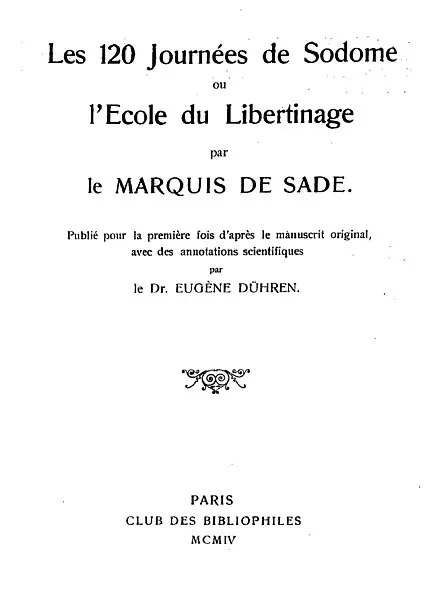 Les 120 Journées de Sodome
ou
l'Ecole du Libertinage
par
le MARQUIS DE SADE.
Publié pour la première fois d'après le manuscrit original,
avec des annotations scientifiques
par
le Dr. EUGÈNE DÜHREN.
PARIS
CLUB DES BIBLIOPHILES
MCMIV